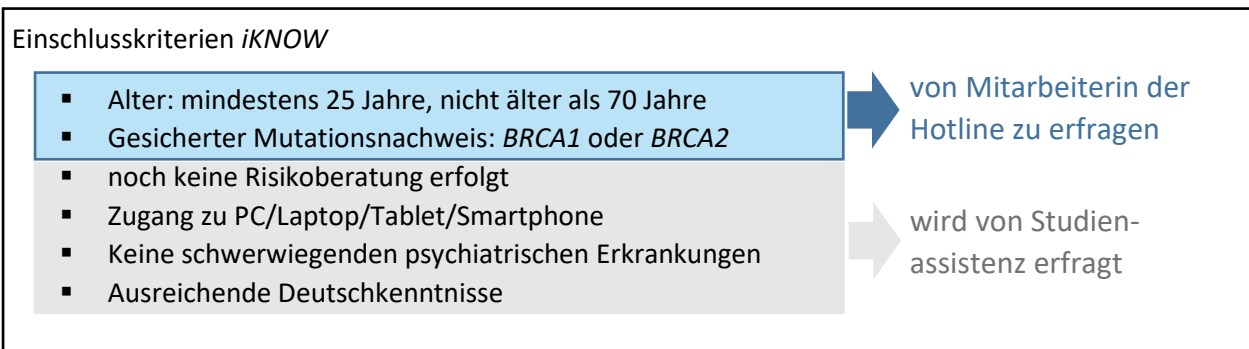 Einschlusskriterien iKNOW
▪ Alter: mindestens 25 Jahre, nicht älter als 70 Jahre
▪ Gesicherter Mutationsnachweis: BRCA1 oder BRCA2
von Mitarbeiterin der
Hotline zu erfragen
▪ noch keine Risikoberatung erfolgt
▪ Zugang zu PC/Laptop/Tablet/Smartphone
▪ Keine schwerwiegenden psychiatrischen Erkrankungen
▪ Ausreichende Deutschkenntnisse
wird von Studien-
assistenz erfragt